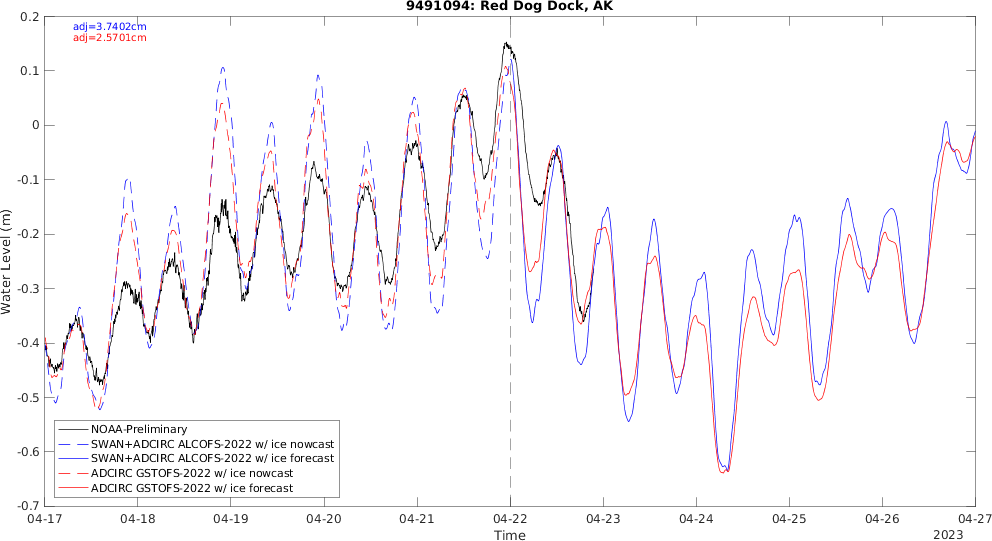 9491094: Red Dog Dock, AK
adj=3.7402cm
adj=2.5701cm
0.2
0.1
0
-0.1
-0.2
-0.3
-0.4
-0.5
-0.6
-0.7
Water Level (m)
NOAA-Preliminary
SWAN+ADCIRC ALCOFS-2022 w/ ice nowcast
SWAN+ADCIRC ALCOFS-2022 w/ ice forecast
ADCIRC GSTOFS-2022 w/ ice nowcast
ADCIRC GSTOFS-2022 w/ ice forecast
04-17 04-18 04-19 04-20 04-21 04-22 04-23 04-24 04-25 04-26 04-27
Time
2023